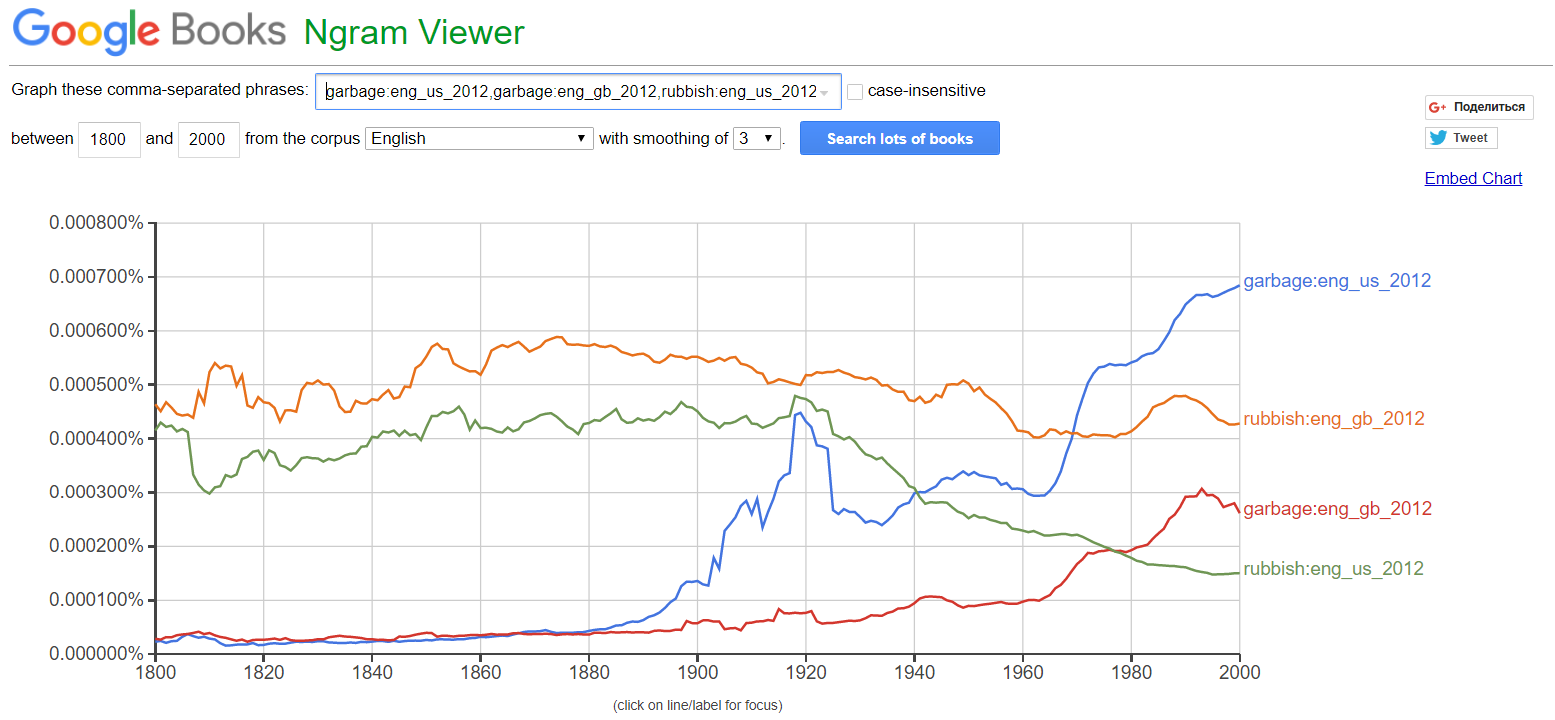 Google Books Ngram Viewer
Graph these comma-separated phrases: garbage:eng_us_2012,garbage:eng_gb_2012,rubbish:eng_us_2012 case-insensitive
between 1800 and 2000 from the corpus English with smoothing of 3 . Search lots of books
G+ Поделиться
Tweet
Embed Chart
0.000800%
0.000700%
0.000600%
0.000500%
0.000400%
0.000300%
0.000200%
0.000100%
0.000000%
garbage:eng_us_2012
rubbish:eng_gb_2012
garbage:eng_gb_2012
rubbish:eng_us_2012
1800 1820 1840 1860 1880 1900 1920 1940 1960 1980 2000
(click on line/label for focus)